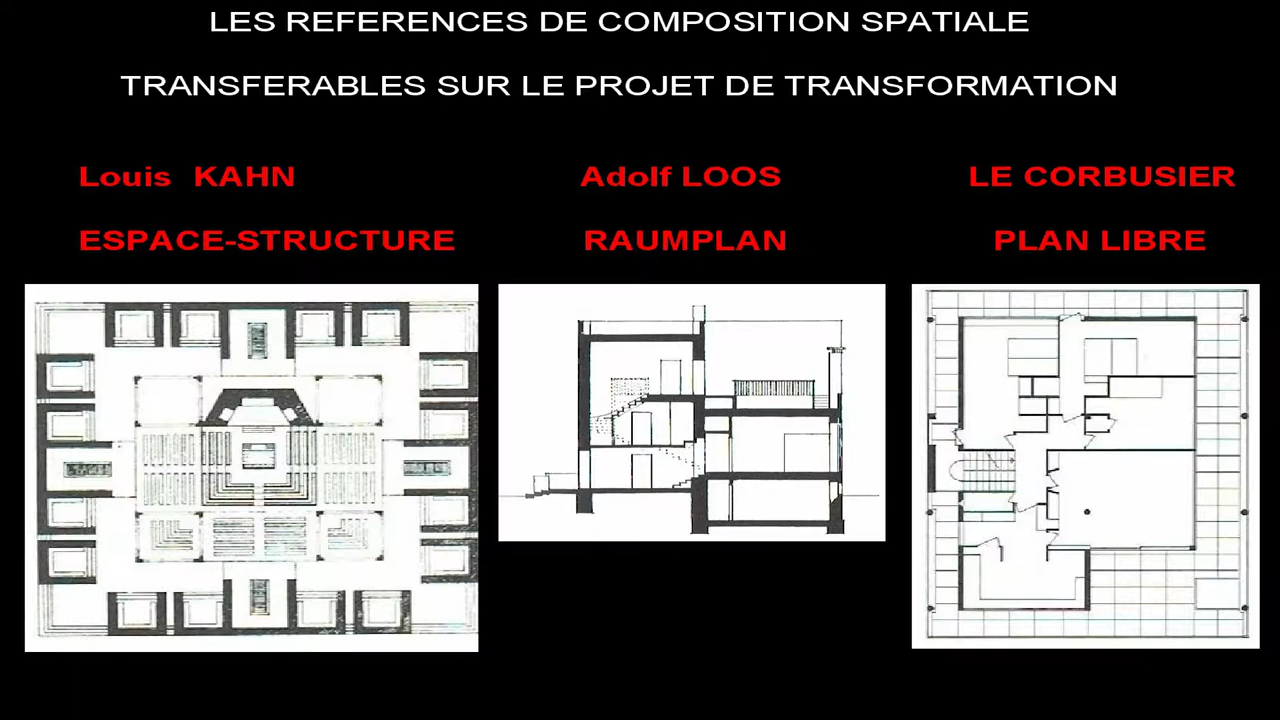 LES REFERENCES DE COMPOSITION SPATIALE
TRANSFERABLES SUR LE PROJET DE TRANSFORMATION
Louis KAHN
ESPACE-STRUCTURE
Adolf LOOS
RAUMPLAN
LE CORBUSIER
PLAN LIBRE